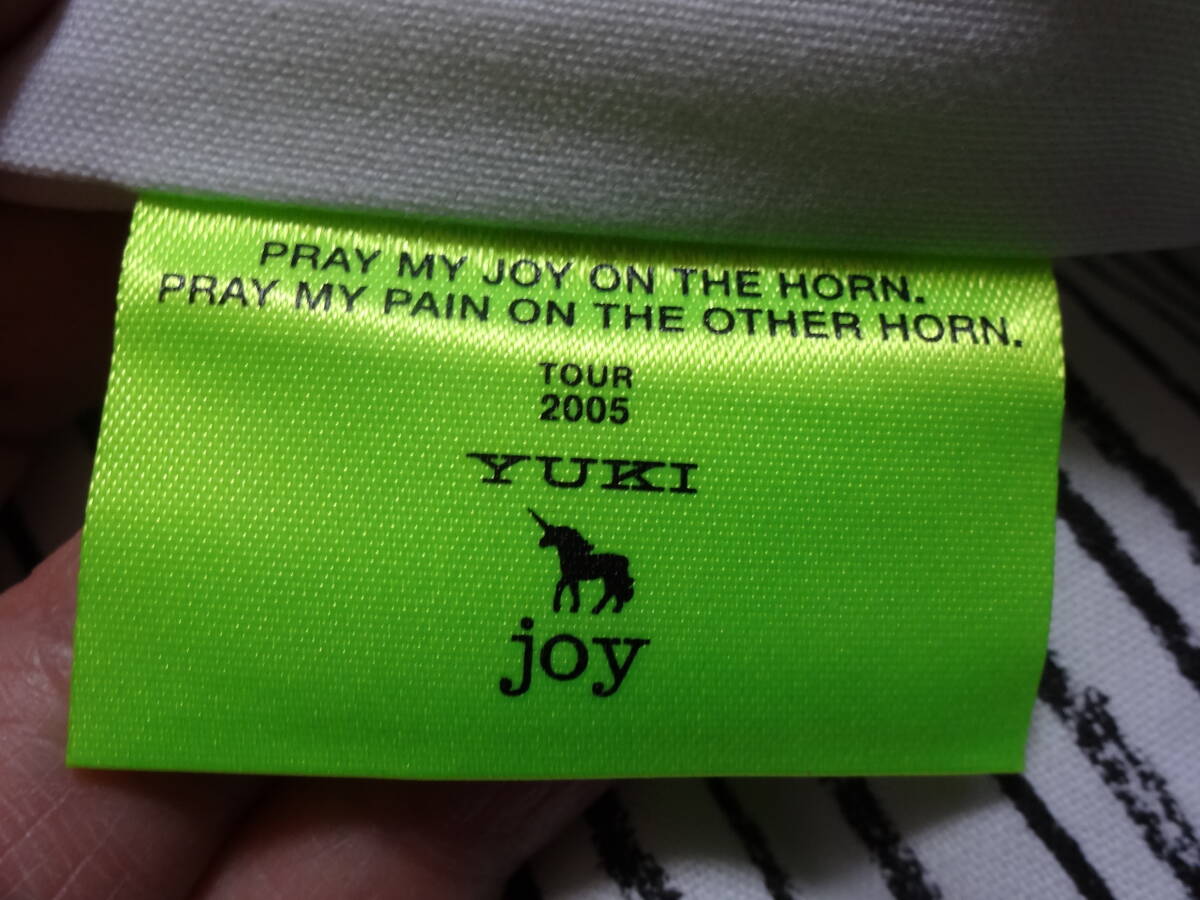 PRAY MY JOY ON THE HORN.
PRAY MY PAIN ON THE OTHER HORN.
TOUR
2005
YUKI
joy